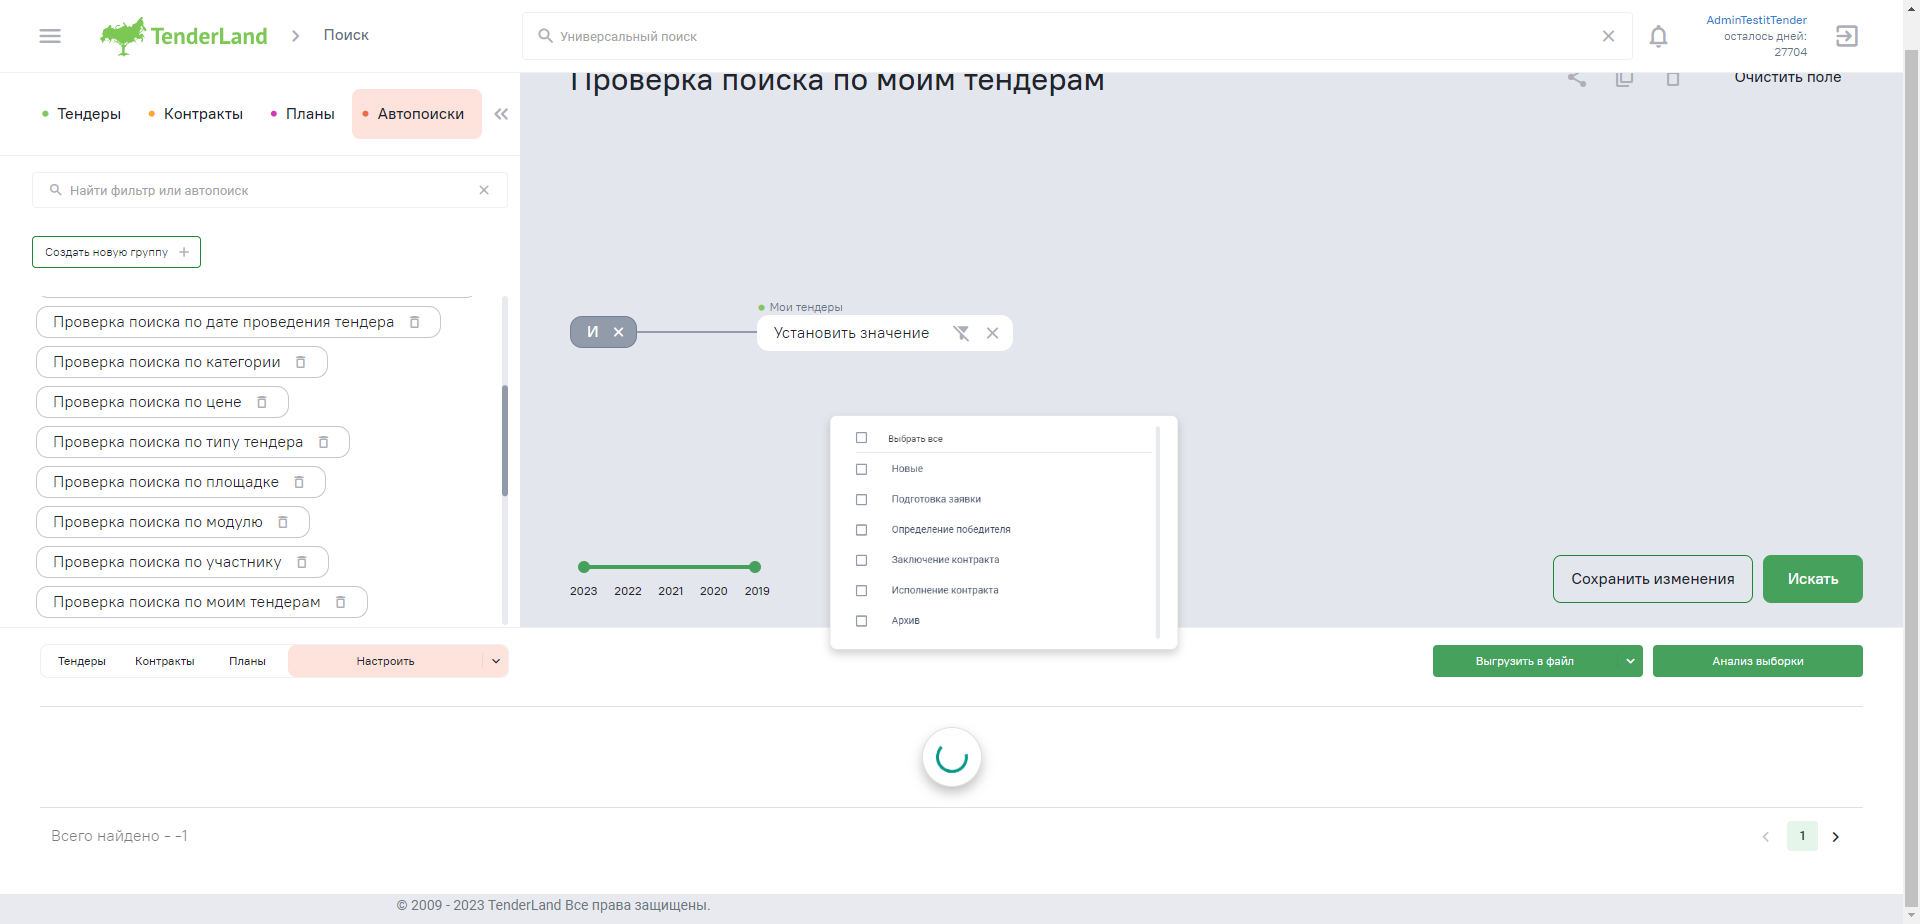 TenderLand
Поиск
Универсальный поиск
AdminTestitTender
осталось дней:
27704
Тендеры
Контракты
Планы
Автопоиски
Проверка поиска по моим тендерам
Очистить поле
Найти фильтр или автопоиск
Создать новую группу
Проверка поиска по дате проведения тендера
Проверка поиска по категории
Проверка поиска по цене
Проверка поиска по типу тендера
Проверка поиска по площадке
Проверка поиска по модулю
Проверка поиска по участнику
Проверка поиска по моим тендерам
Мои тендеры
И
Установить значение
Выбрать все
Новые
Подготовка заявки
Определение победителя
Заключение контракта
Исполнение контракта
Архив
2023 2022 2021 2020 2019
Сохранить изменения
Искать
Тендеры
Контракты
Планы
Настроить
Выгрузить в файл
Анализ выборки
Всего найдено - -1
1
© 2009 - 2023 TenderLand Все права защищены.